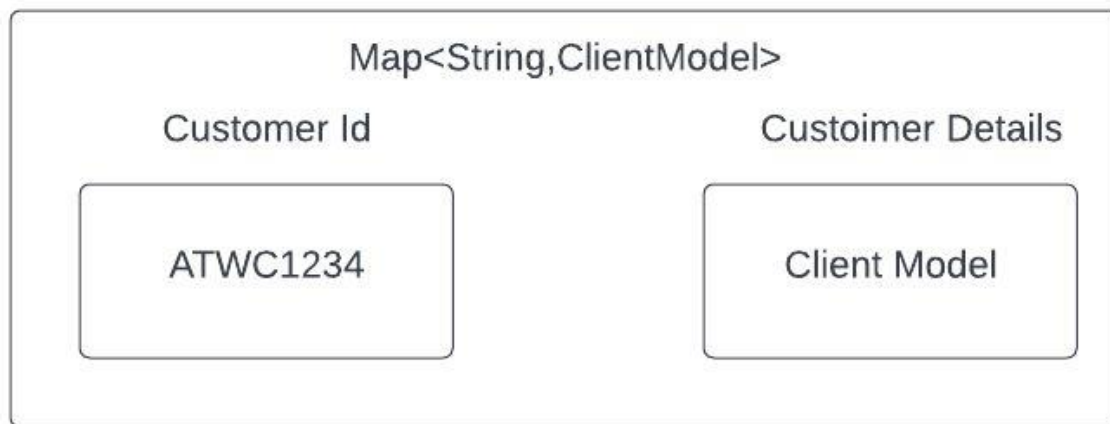 Map<String,ClientModel>
Customer Id
Custoimer Details
ATWC1234
Client Model